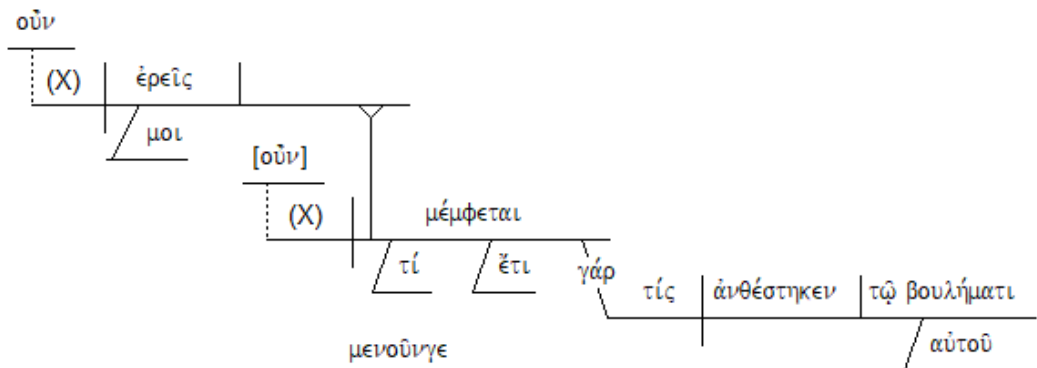 οὖν
(X) ἐρεῖς
μοι
[οὖν]
(X) μέμφεται
τί ἔτι γάρ
τίς ἀνθέστηκεν τῷ βουλήματι
μενοῦνγε αὐτοῦ